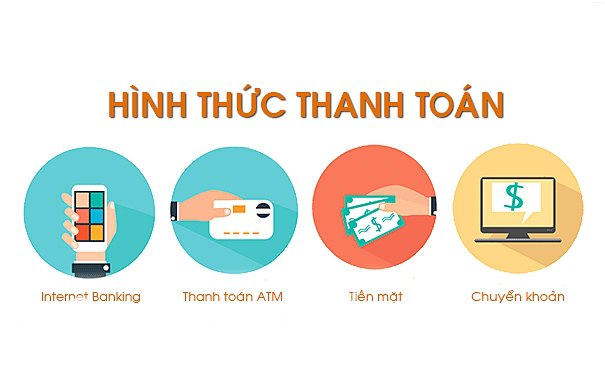 HÌNH THỨC THANH TOÁN
Internet Banking
Thanh toán ATM
Tiền mặt
Chuyển khoản